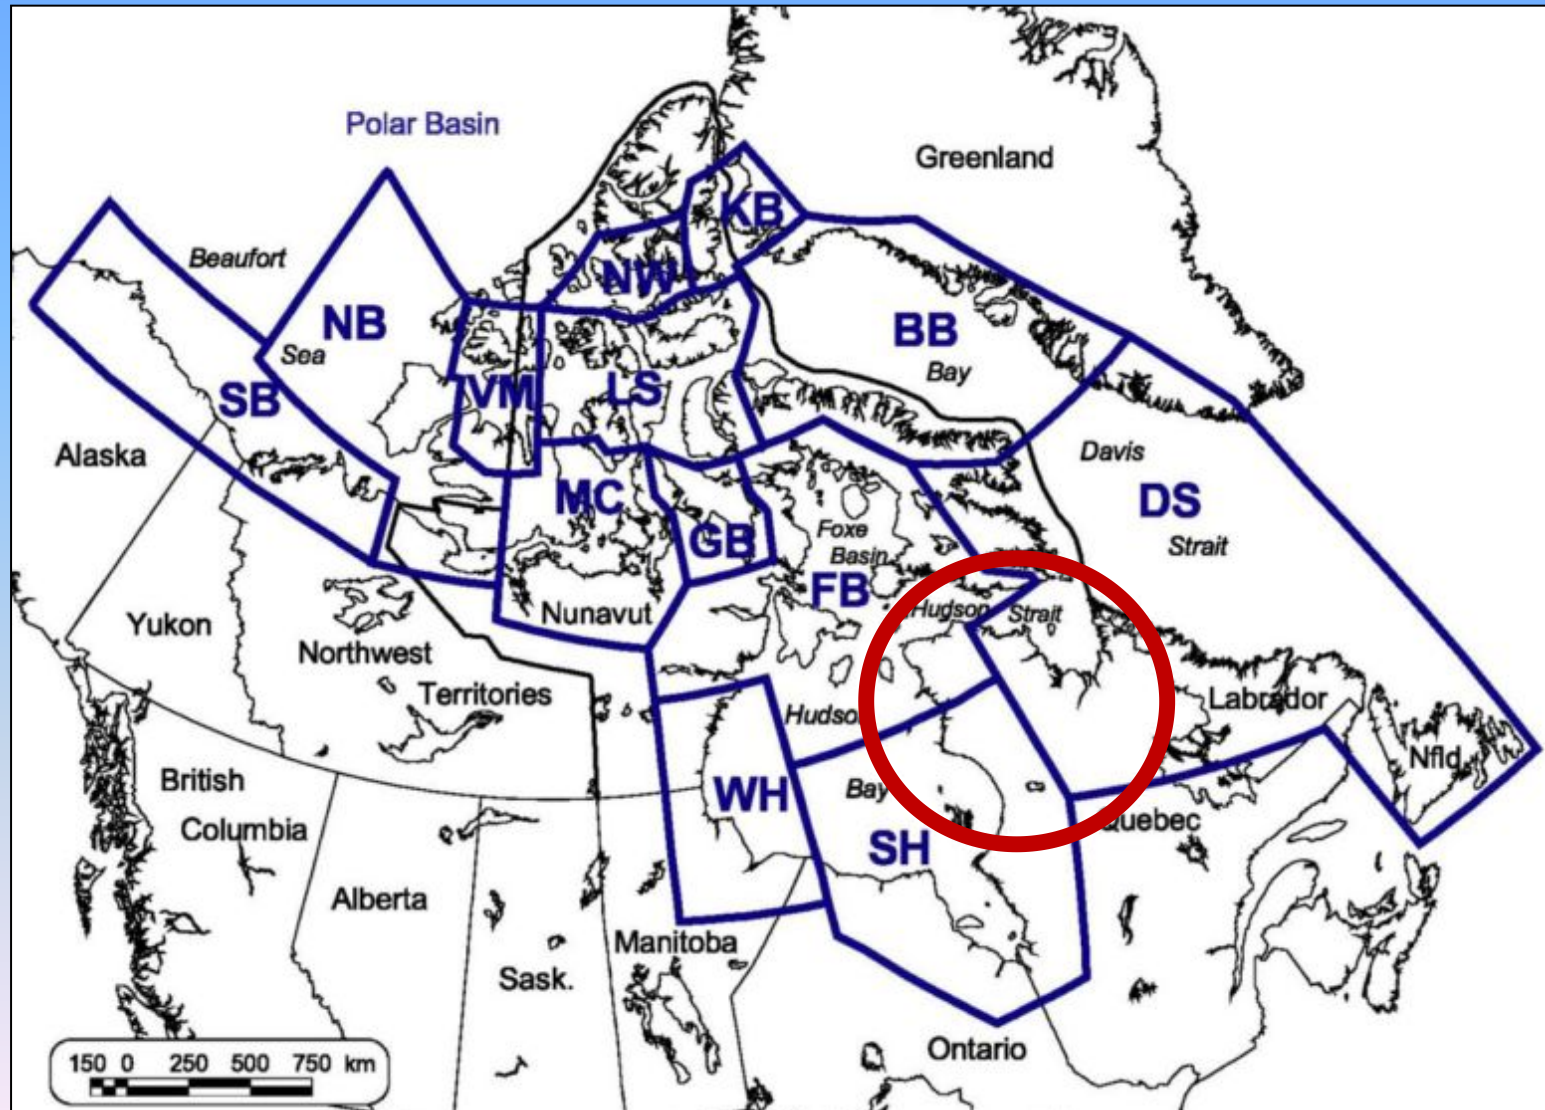 Polar Basin
Greenland
KB
Beaufort
NW
NB
BB
Sea
Bay
VM
LS
SB
Davis
Alaska
MC
DS
Foxe
GB
Strait
Basin
FB
Hudson
Strait
Nunavut
Yukon
Northwest
Territories
Labrador
Hudson
Nfld
British
WH
Bay
Columbia
Quebec
SH
Alberta
Manitoba
Sask.
Ontario
150 0 250 500 750 km